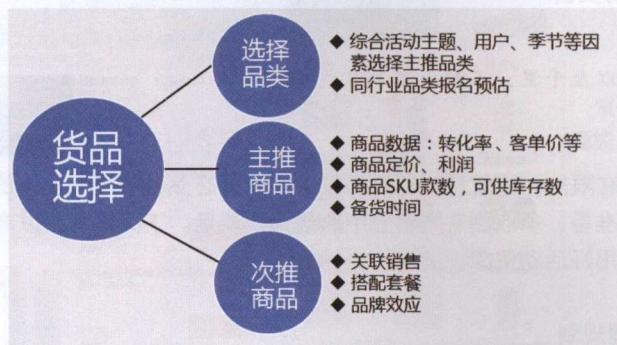 货品
选择
选择
品类
◆ 综合活动主题、用户、季节等因
素选择主推品类
◆ 同行业品类报名预估
主推
商品
◆ 商品数据：转化率、客单价等
◆ 商品定价、利润
◆ 商品SKU款数，可供库存数
◆ 备货时间
次推
商品
◆ 关联销售
◆ 搭配套餐
◆ 品牌效应